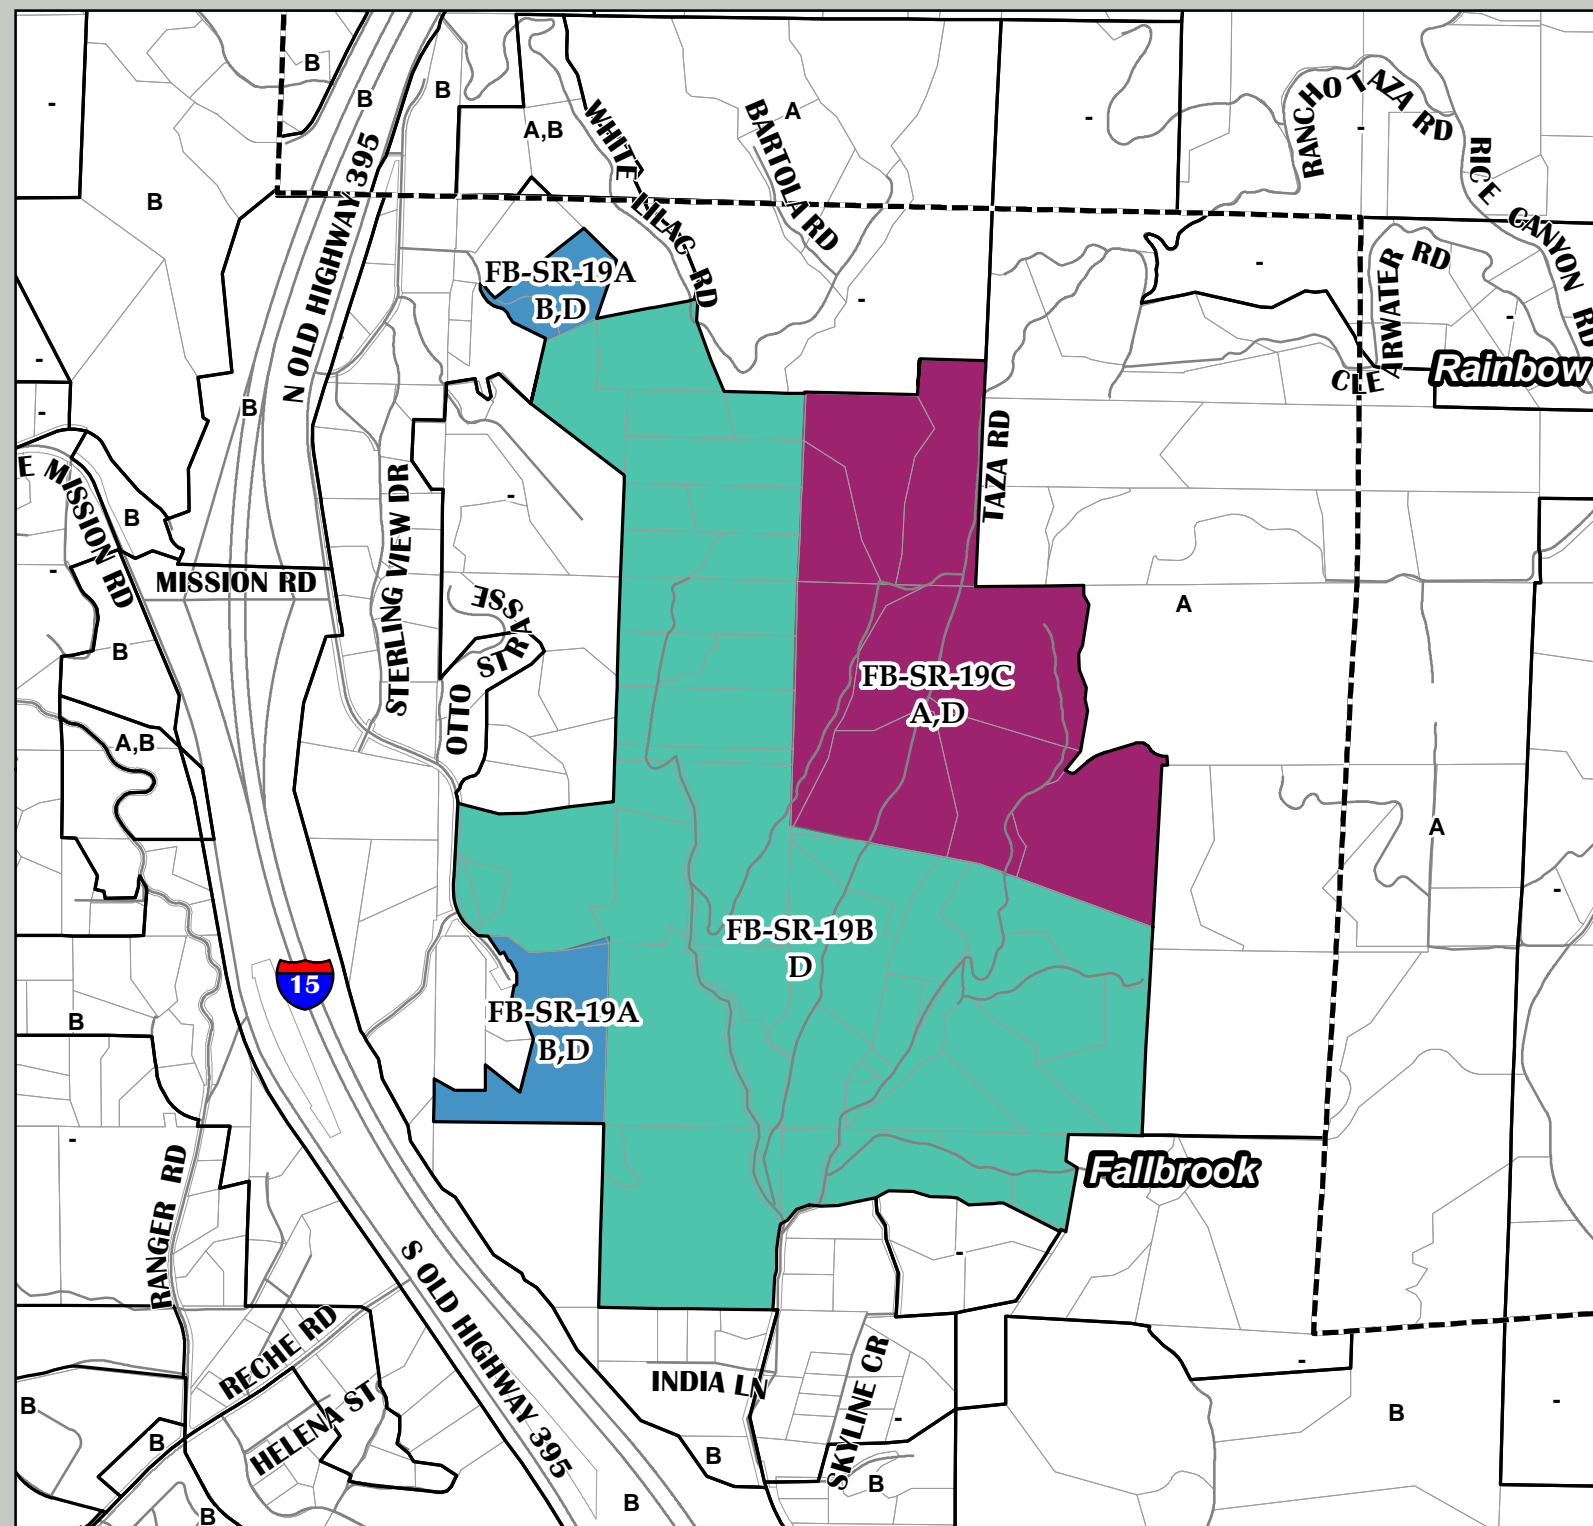 B
B
B
A
A,B
-
-
-
RANCHO TAZA RD
RICE CANYON RD
WHITE LILAC RD
BARTOLA RD
N OLD HIGHWAY 395
B
FB-SR-19A
B,D
-
-
CLEARWATER RD
-
-
Rainbow
-
B
E MISSION RD
TAZA RD
STERLING VIEW DR
-
B
-
MISSION RD
OTTO STRASSE
A
B
FB-SR-19C
A,D
A,B
A
-
FB-SR-19B
D
15
FB-SR-19A
B,D
B
-
Fallbrook
RANGER RD
S OLD HIGHWAY 395
-
RECHE RD
HELENA ST
INDIA LN
SKYLINE CR
-
-
-
B
B
B
B
B
B
B